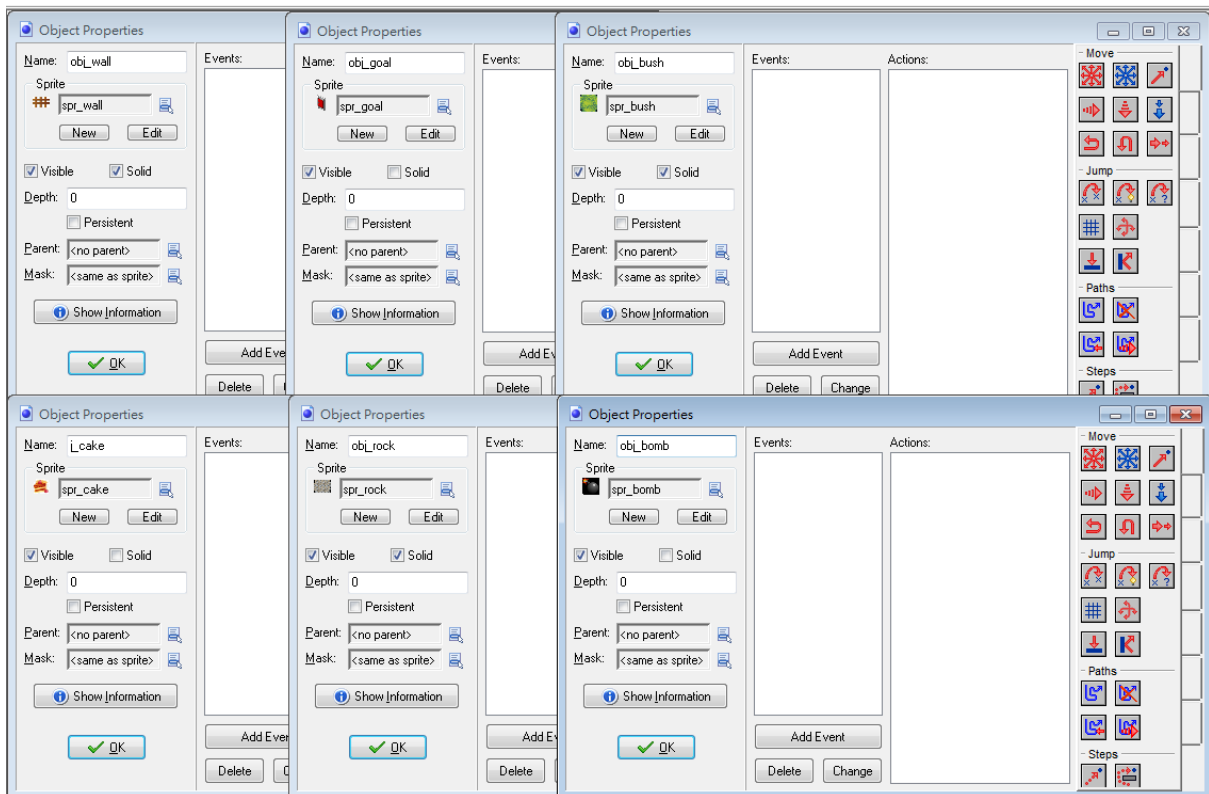 Object Properties
Name: obj_wall
Sprite
spr_wall
New Edit
Visible Solid
Depth: 0
Persistent
Parent: <no parent>
Mask: <same as sprite>
Show Information
OK
Events:
Add Eve
Delete
Object Properties
Name: obj_goal
Sprite
spr_goal
New Edit
Visible Solid
Depth: 0
Persistent
Parent: <no parent>
Mask: <same as sprite>
Show Information
OK
Events:
Add Ev
Delete
Object Properties
Name: obj_bush
Sprite
spr_bush
New Edit
Visible Solid
Depth: 0
Persistent
Parent: <no parent>
Mask: <same as sprite>
Show Information
OK
Events:
Add Event
Delete Change
Actions:
Move
Jump
Paths
Steps
Object Properties
Name: j_cake
Sprite
spr_cake
New Edit
Visible Solid
Depth: 0
Persistent
Parent: <no parent>
Mask: <same as sprite>
Show Information
OK
Events:
Add Ever
Delete
Object Properties
Name: obj_rock
Sprite
spr_rock
New Edit
Visible Solid
Depth: 0
Persistent
Parent: <no parent>
Mask: <same as sprite>
Show Information
OK
Events:
Add E
Delete
Object Properties
Name: obj_bomb
Sprite
spr_bomb
New Edit
Visible Solid
Depth: 0
Persistent
Parent: <no parent>
Mask: <same as sprite>
Show Information
OK
Events:
Add Event
Delete Change
Actions:
Move
Jump
Paths
Steps